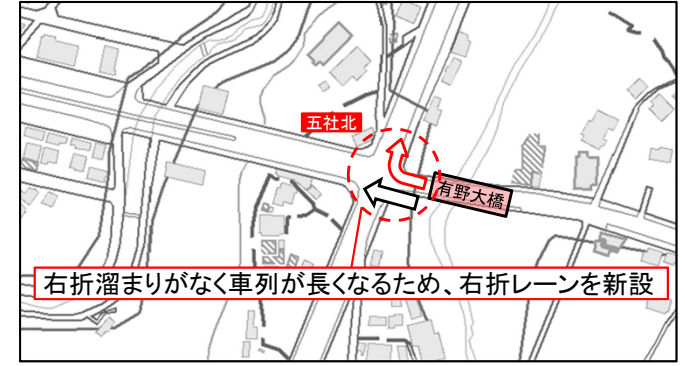 五社北
有野大橋
右折溜まりがなく車列が長くなるため、右折レーンを新設